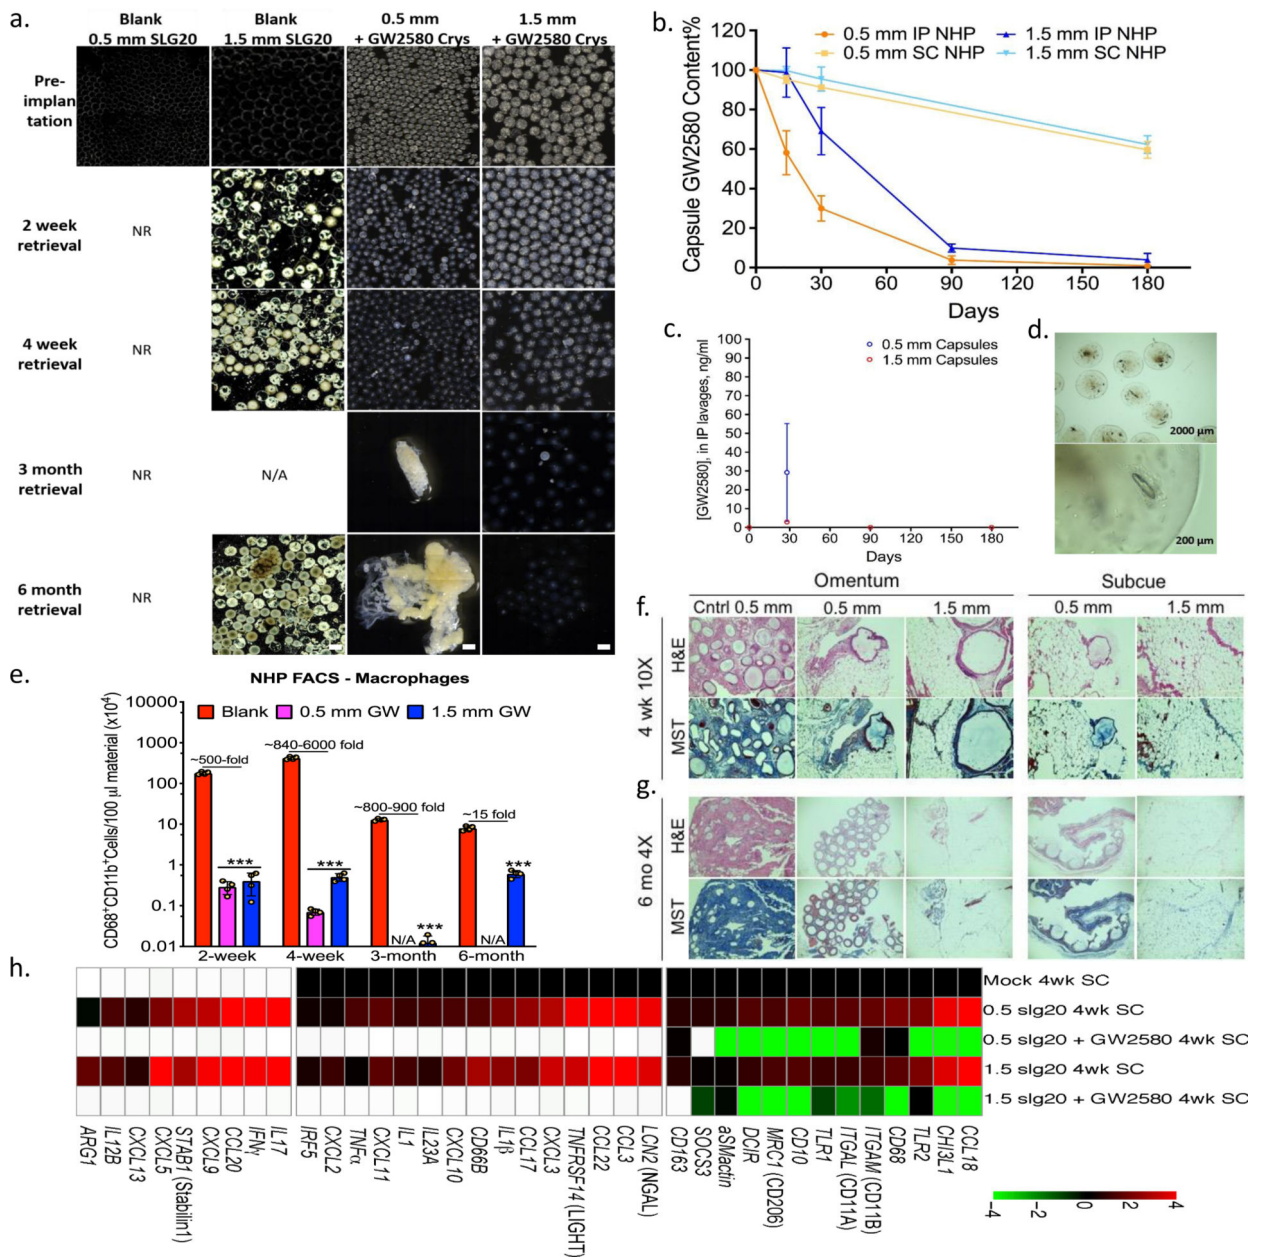 a.
Blank
0.5 mm SLG20
Blank
1.5 mm SLG20
0.5 mm
+ GW2580 Crys
1.5 mm
+ GW2580 Crys
Pre-
implan
tation
2 week
retrieval
NR
4 week
retrieval
NR
3 month
retrieval
NR
N/A
6 month
retrieval
NR
b.
0.5 mm IP NHP
1.5 mm IP NHP
0.5 mm SC NHP
1.5 mm SC NHP
Capsule GW2580 Content%
120
100
80
60
40
20
0
0 30 60 90 120 150 180
Days
c.
0.5 mm Capsules
1.5 mm Capsules
[GW2580], in IP lavages, ng/ml
100
90
80
70
60
50
40
30
20
10
0
0 30 60 90 120 150 180
Days
d.
2000 µm
200 µm
e.
NHP FACS - Macrophages
Blank 0.5 mm GW 1.5 mm GW
CD68⁺CD11b⁺Cells/100 µl material (x10⁴)
10000
1000
100
10
1
0.1
0.01
~500-fold
~840-6000 fold
~800-900 fold
~15 fold
***
***
***
***
N/A
N/A
2-week 4-week 3-month 6-month
f.
Omentum
Subcue
Cntrl 0.5 mm 0.5 mm 1.5 mm
0.5 mm 1.5 mm
4 wk 10X
H&E
MST
g.
6 mo 4X
H&E
MST
h.
Mock 4wk SC
0.5 slg20 4wk SC
0.5 slg20 + GW2580 4wk SC
1.5 slg20 4wk SC
1.5 slg20 + GW2580 4wk SC
ARG1
IL12B
CXCL13
CXCL5
STAB1 (Stabilin1)
CXCL9
CCL20
IFNγ
IL17
IRF5
CXCL2
TNFα
CXCL11
IL1
IL23A
CXCL10
CD66B
IL1β
CCL17
CXCL3
TNFRSF14 (LIGHT)
CCL22
CCL3
LCN2 (NGAL)
CD163
SOCS3
aSMactin
DCIR
MRC1 (CD206)
CD10
TLR1
ITGAL (CD11A)
ITGAM (CD11B)
CD68
TLR2
CHI3L1
CCL18
-4 -2 0 2 4